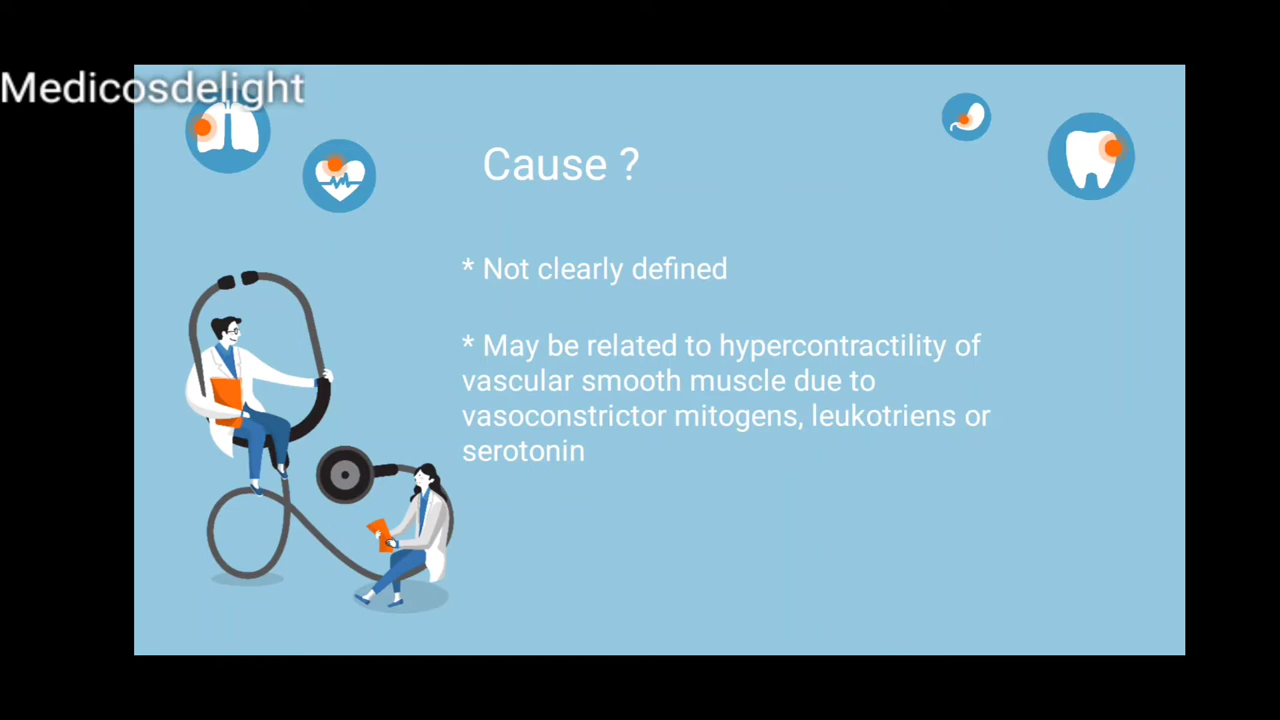 Medicosdelight
Cause ?
* Not clearly defined
* May be related to hypercontractility of
vascular smooth muscle due to
vasoconstrictor mitogens, leukotriens or
serotonin